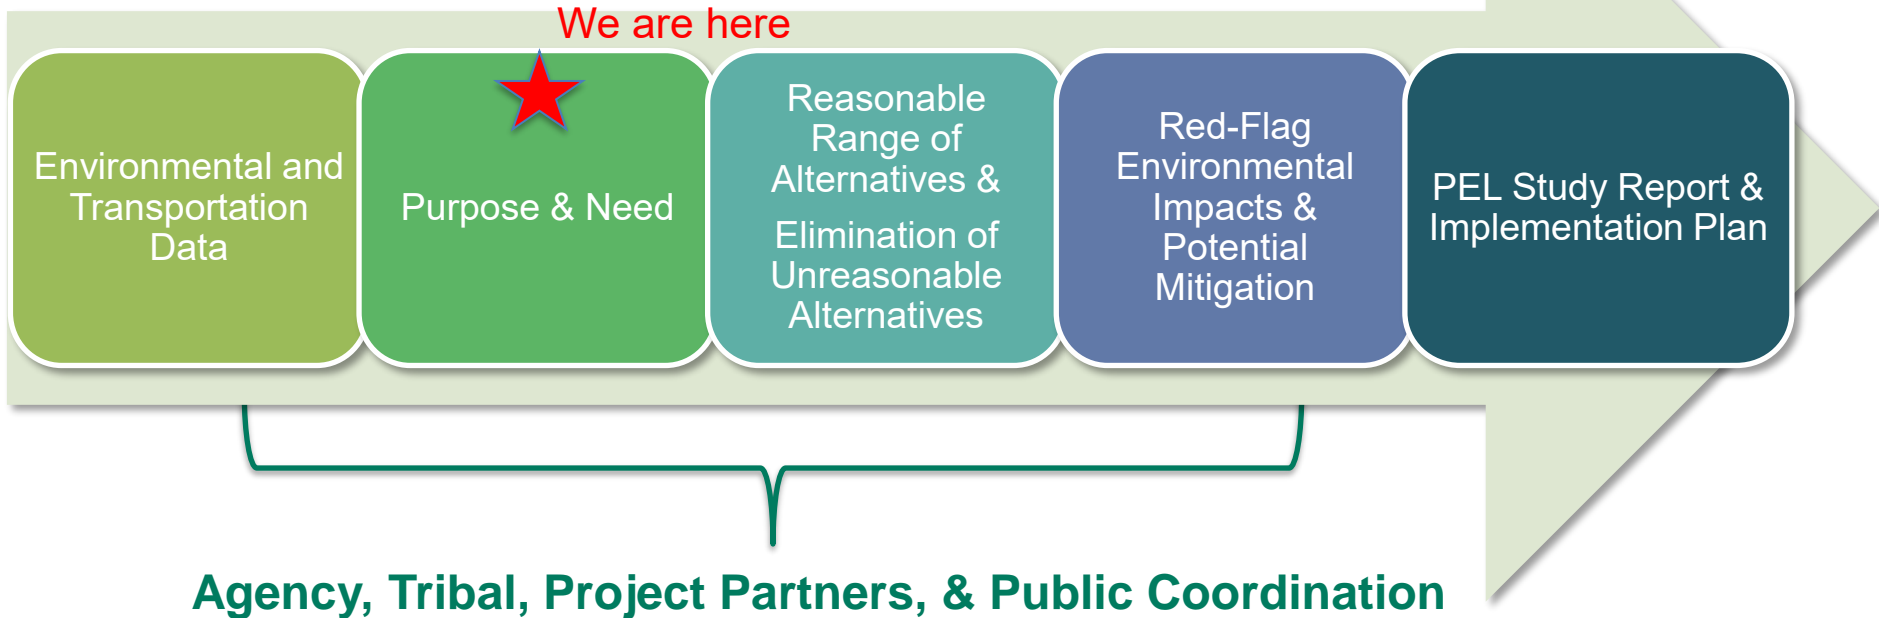 We are here
Environmental and
Transportation
Data
Purpose & Need
Reasonable
Range of
Alternatives &
Elimination of
Unreasonable
Alternatives
Red-Flag
Environmental
Impacts &
Potential
Mitigation
PEL Study Report &
Implementation Plan
Agency, Tribal, Project Partners, & Public Coordination